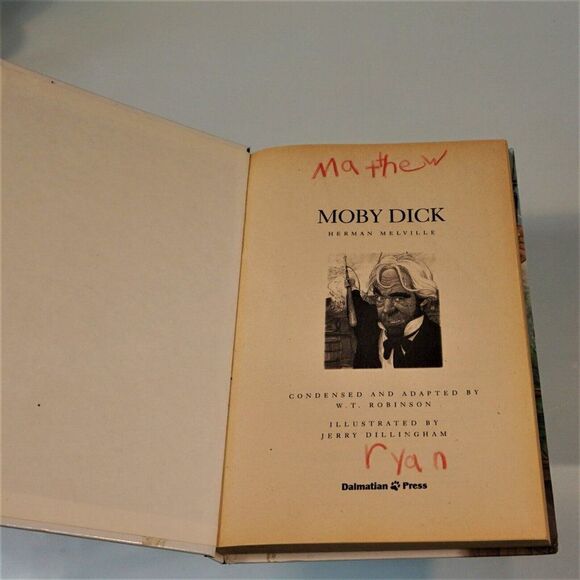 Mathew
MOBY DICK
HERMAN MELVILLE
CONDENSED AND ADAPTED BY
W.T. ROBINSON
ILLUSTRATED BY
JERRY DILLINGHAM
ryan
Dalmatian Press